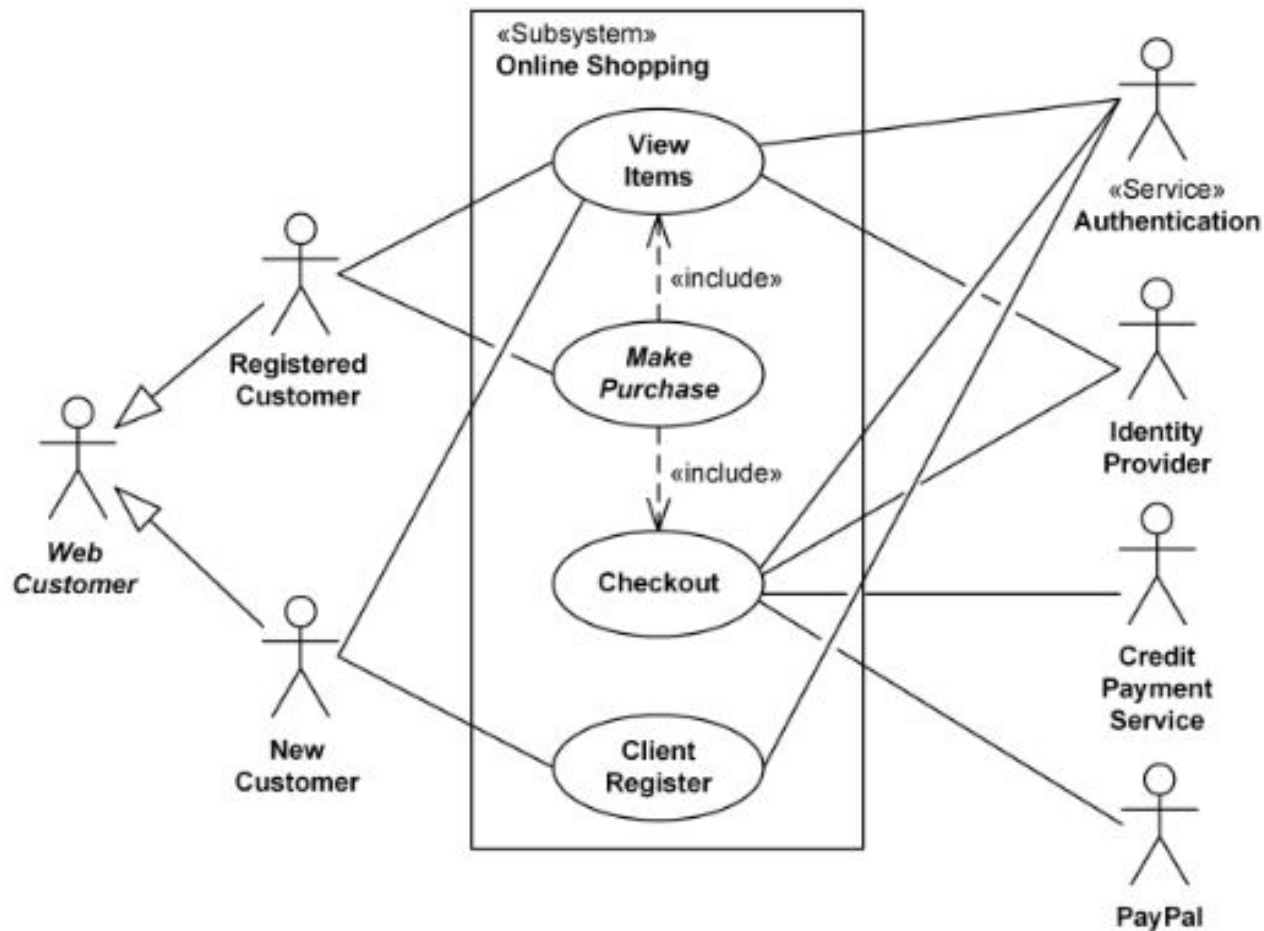 «Subsystem»
Online Shopping
View
Items
«include»
Make
Purchase
«include»
Checkout
Client
Register
Registered
Customer
Web
Customer
New
Customer
«Service»
Authentication
Identity
Provider
Credit
Payment
Service
PayPal